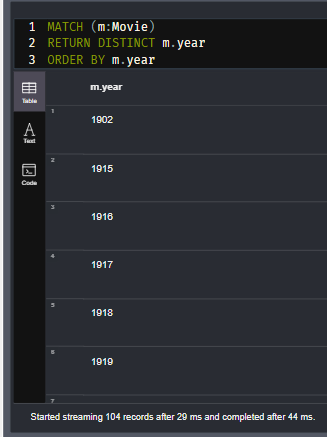 1 MATCH (m:Movie)
2 RETURN DISTINCT m.year
3 ORDER BY m.year
Table
m.year
1
1902
Text
2
1915
Code
3
1916
4
1917
5
1918
6
1919
7
Started streaming 104 records after 29 ms and completed after 44 ms.